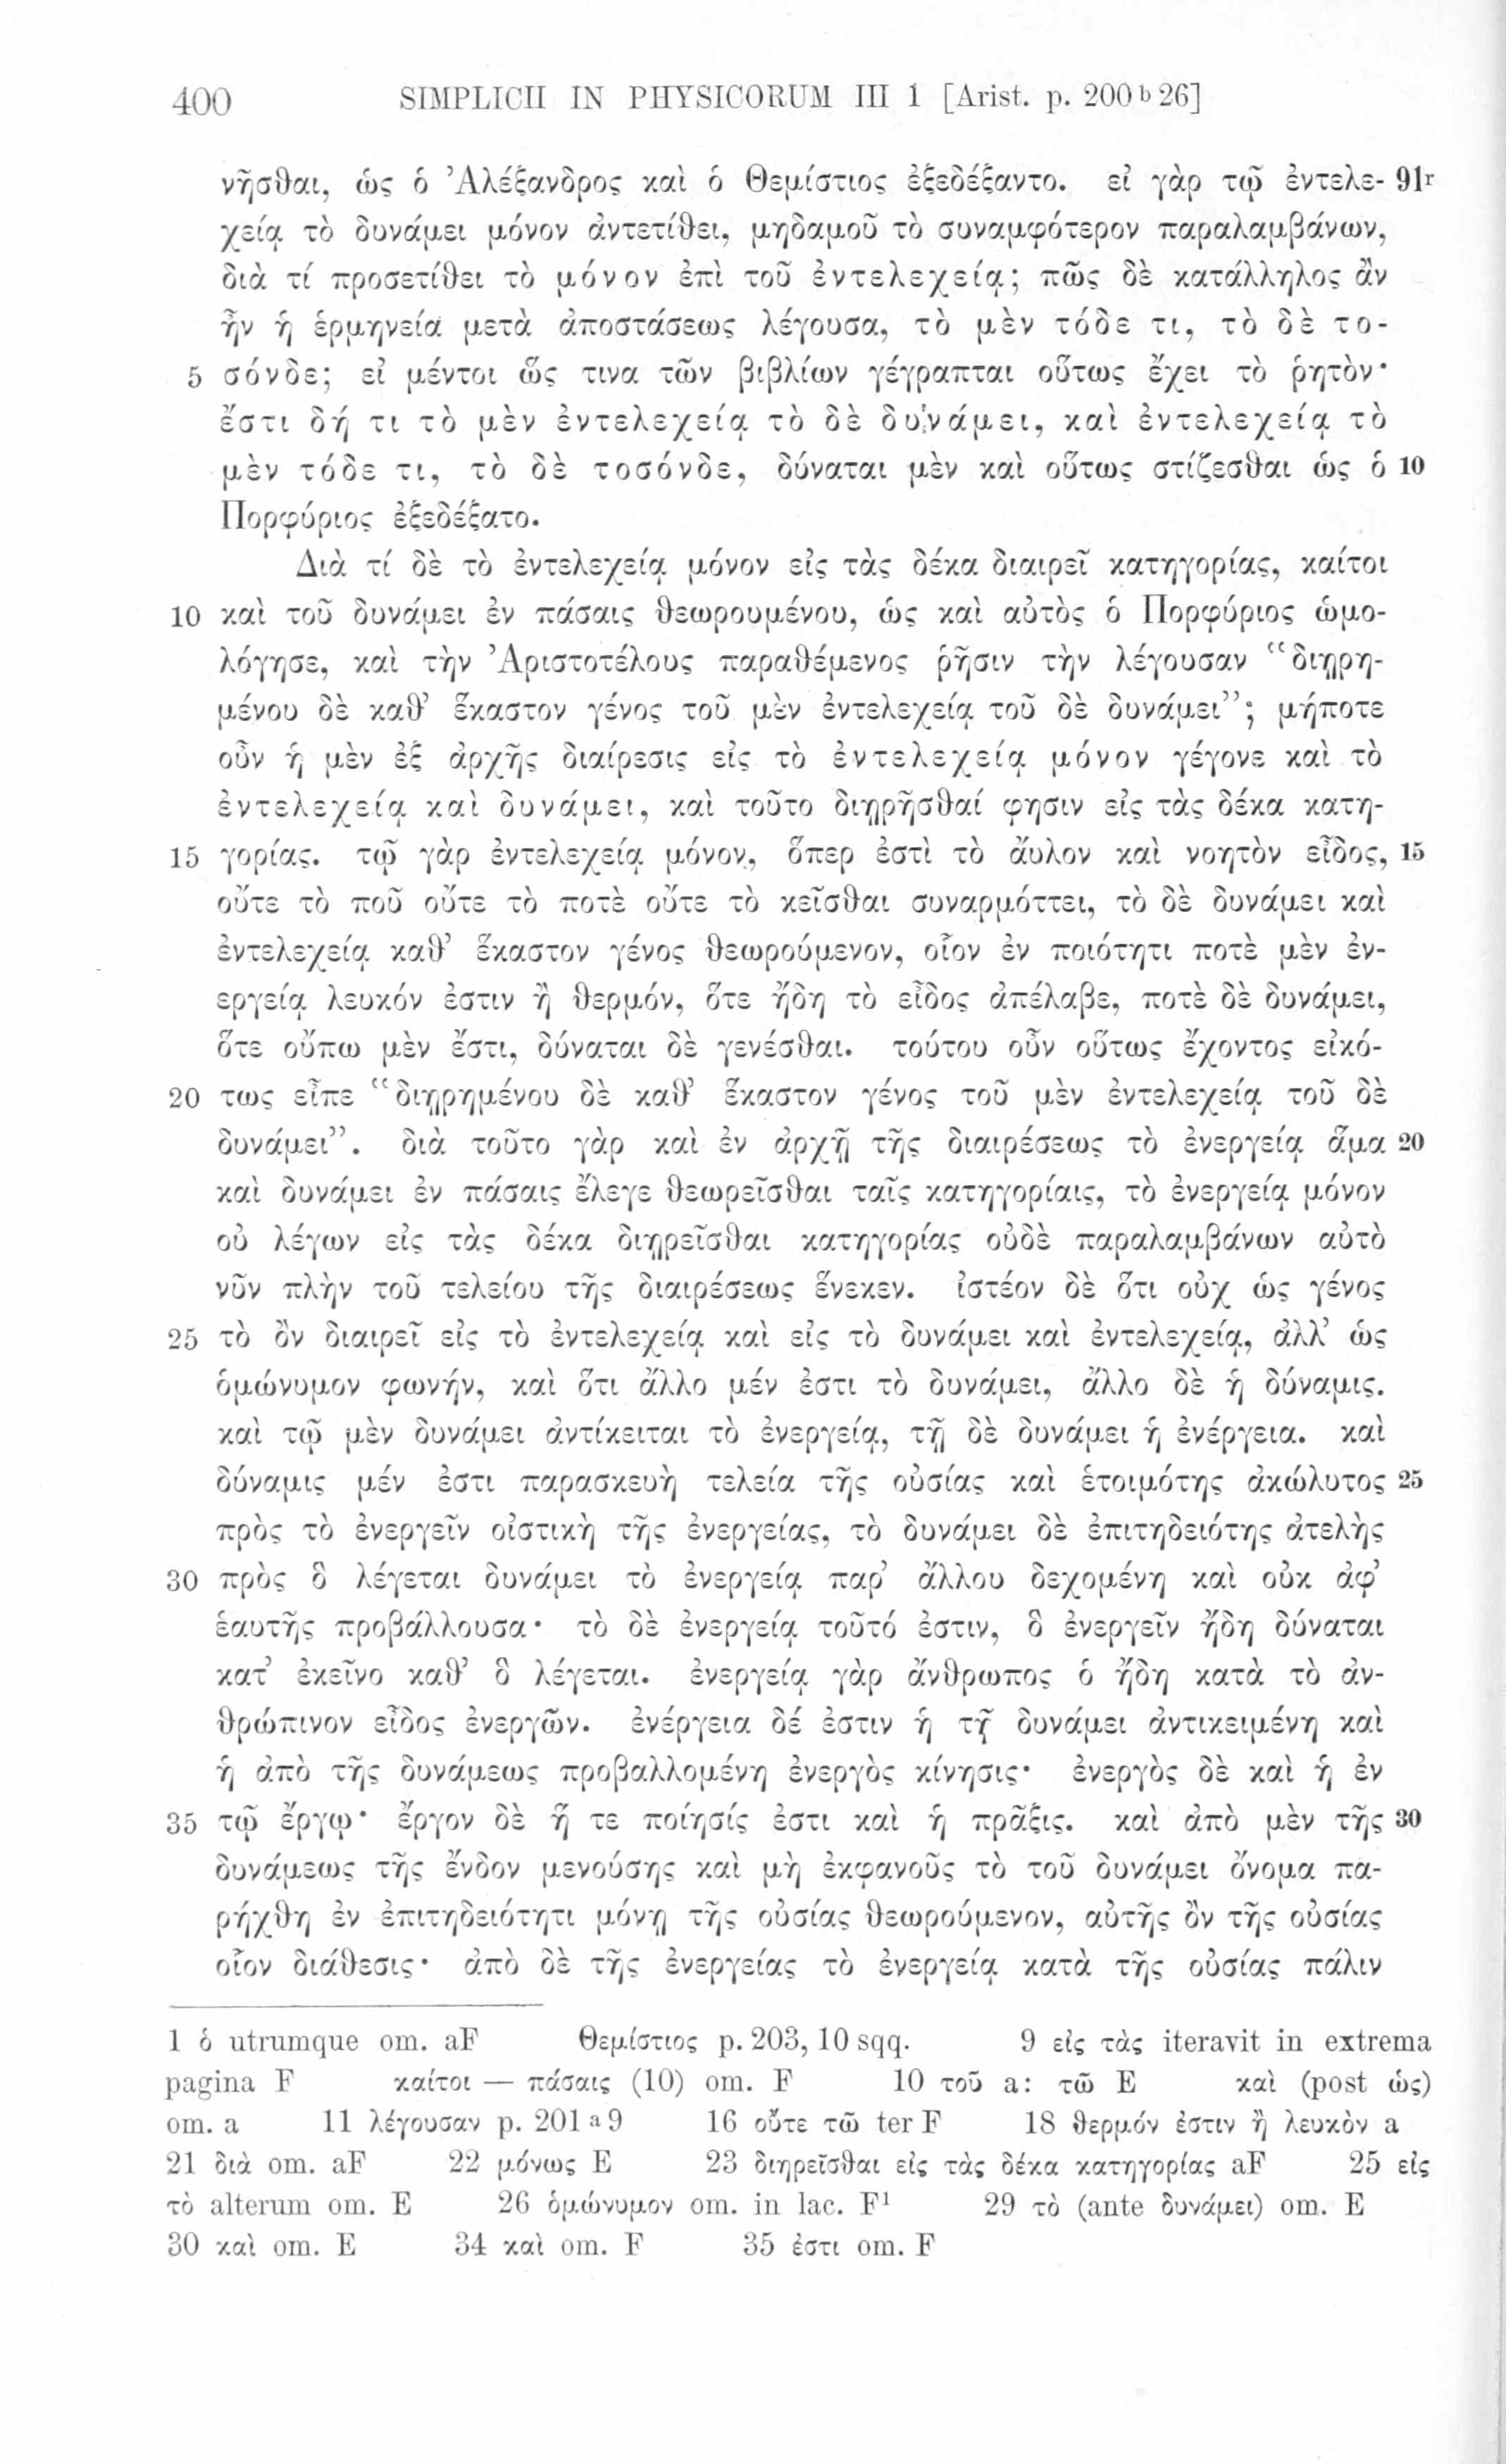 400 SIMPLICII IN PHYSICORUM III 1 [Arist. p. 200 b 26]
νῆσθαι, ὡς ὁ Ἀλέξανδρος καὶ ὁ Θεμίστιος ἐξεδέξαντο. εἰ γὰρ τῷ ἐντελε- 91r
χείᾳ τὸ δυνάμει μόνον ἀντετίθει, μηδαμοῦ τὸ συναμφότερον παραλαμβάνων,
διὰ τί προσετίθει τὸ μόνον ἐπὶ τοῦ ἐντελεχείᾳ; πῶς δὲ κατάλληλος ἂν
ἦν ἡ ἑρμηνεία μετὰ ἀποστάσεως λέγουσα, τὸ μὲν τόδε τι, τὸ δὲ το-
5 σόνδε; εἰ μέντοι ὥς τινα τῶν βιβλίων γέγραπται οὕτως ἔχει τὸ ῥητὸν·
ἔστι δή τι τὸ μὲν ἐντελεχείᾳ τὸ δὲ δυνάμει, καὶ ἐντελεχείᾳ τὸ
μὲν τόδε τι, τὸ δὲ τοσόνδε, δύναται μὲν καὶ οὕτως στίζεσθαι ὡς ὁ 10
Πορφύριος ἐξεδέξατο.
Διὰ τί δὲ τὸ ἐντελεχείᾳ μόνον εἰς τὰς δέκα διαιρεῖ κατηγορίας, καίτοι
10 καὶ τοῦ δυνάμει ἐν πάσαις θεωρουμένου, ὡς καὶ αὐτὸς ὁ Πορφύριος ὡμο-
λόγησε, καὶ τὴν Ἀριστοτέλους παραθέμενος ῥῆσιν τὴν λέγουσαν “διῃρη-
μένου δὲ καθ’ ἕκαστον γένος τοῦ μὲν ἐντελεχείᾳ τοῦ δὲ δυνάμει”; μήποτε
οὖν ἡ μὲν ἐξ ἀρχῆς διαίρεσις εἰς τὸ ἐντελεχείᾳ μόνον γέγονε καὶ τὸ
ἐντελεχείᾳ καὶ δυνάμει, καὶ τοῦτο διῃρῆσθαί φησιν εἰς τὰς δέκα κατη-
15 γορίας. τῷ γὰρ ἐντελεχείᾳ μόνον, ὅπερ ἐστὶ τὸ ἄυλον καὶ νοητὸν εἶδος, 15
οὔτε τὸ ποῦ οὔτε τὸ ποτὲ οὔτε τὸ κεῖσθαι συναρμόττει, τὸ δὲ δυνάμει καὶ
ἐντελεχείᾳ καθ’ ἕκαστον γένος θεωρούμενον, οἷον ἐν ποιότητι ποτὲ μὲν ἐν-
εργείᾳ λευκόν ἐστιν ἢ θερμόν, ὅτε ἤδη τὸ εἶδος ἀπέλαβε, ποτὲ δὲ δυνάμει,
ὅτε οὔπω μὲν ἔστι, δύναται δὲ γενέσθαι. τούτου οὖν οὕτως ἔχοντος εἰκό-
20 τως εἶπε “διῃρημένου δὲ καθ’ ἕκαστον γένος τοῦ μὲν ἐντελεχείᾳ τοῦ δὲ
δυνάμει”. διὰ τοῦτο γὰρ καὶ ἐν ἀρχῇ τῆς διαιρέσεως τὸ ἐνεργείᾳ ἅμα 20
καὶ δυνάμει ἐν πάσαις ἔλεγε θεωρεῖσθαι ταῖς κατηγορίαις, τὸ ἐνεργείᾳ μόνον
οὐ λέγων εἰς τὰς δέκα διῃρεῖσθαι κατηγορίας οὐδὲ παραλαμβάνων αὐτὸ
νῦν πλὴν τοῦ τελείου τῆς διαιρέσεως ἕνεκεν. ἰστέον δὲ ὅτι οὐχ ὡς γένος
25 τὸ ὂν διαιρεῖ εἰς τὸ ἐντελεχείᾳ καὶ εἰς τὸ δυνάμει καὶ ἐντελεχείᾳ, ἀλλ’ ὡς
ὁμώνυμον φωνήν, καὶ ὅτι ἄλλο μέν ἐστι τὸ δυνάμει, ἄλλο δὲ ἡ δύναμις.
καὶ τῷ μὲν δυνάμει ἀντίκειται τὸ ἐνεργείᾳ, τῇ δὲ δυνάμει ἡ ἐνέργεια. καὶ
δύναμις μέν ἐστι παρασκευὴ τελεία τῆς οὐσίας καὶ ἑτοιμότης ἀκώλυτος 25
πρὸς τὸ ἐνεργεῖν οἰστικὴ τῆς ἐνεργείας, τὸ δυνάμει δὲ ἐπιτηδειότης ἀτελὴς
30 πρὸς ὃ λέγεται δυνάμει τὸ ἐνεργείᾳ παρ’ ἄλλου δεχομένη καὶ οὐκ ἀφ’
ἑαυτῆς προβάλλουσα· τὸ δὲ ἐνεργείᾳ τοῦτό ἐστιν, ὃ ἐνεργεῖν ἤδη δύναται
κατ’ ἐκεῖνο καθ’ ὃ λέγεται. ἐνεργείᾳ γὰρ ἄνθρωπος ὁ ἤδη κατὰ τὸ ἀν-
θρώπινον εἶδος ἐνεργῶν. ἐνέργεια δέ ἐστιν ἡ τῇ δυνάμει ἀντικειμένη καὶ
ἡ ἀπὸ τῆς δυνάμεως προβαλλομένη ἐνεργὸς κίνησις· ἐνεργὸς δὲ καὶ ἡ ἐν
35 τῷ ἔργῳ· ἔργον δὲ ἥ τε ποίησίς ἐστι καὶ ἡ πρᾶξις. καὶ ἀπὸ μὲν τῆς 30
δυνάμεως τῆς ἔνδον μενούσης καὶ μὴ ἐκφανοῦς τὸ τοῦ δυνάμει ὄνομα πα-
ρήχθη ἐν ἐπιτηδειότητι μόνῃ τῆς οὐσίας θεωρούμενον, αὐτῆς ὂν τῆς οὐσίας
οἷον διάθεσις· ἀπὸ δὲ τῆς ἐνεργείας τὸ ἐνεργείᾳ κατὰ τῆς οὐσίας πάλιν
1 ὁ utrumque om. aF Θεμίστιος p. 203, 10 sqq. 9 εἰς τὰς iteravit in extrema
pagina F καίτοι — πάσαις (10) om. F 10 τοῦ a: τῶ E καὶ (post ὡς)
om. a 11 λέγουσαν p. 201 a 9 16 οὔτε τῶ ter F 18 θερμόν ἐστιν ἢ λευκὸν a
21 διὰ om. aF 22 μόνως E 23 διηρεῖσθαι εἰς τὰς δέκα κατηγορίας aF 25 εἰς
τὸ alterum om. E 26 ὁμώνυμον om. in lac. F¹ 29 τὸ (ante δυνάμει) om. E
30 καὶ om. E 34 καὶ om. F 35 ἐστι om. F